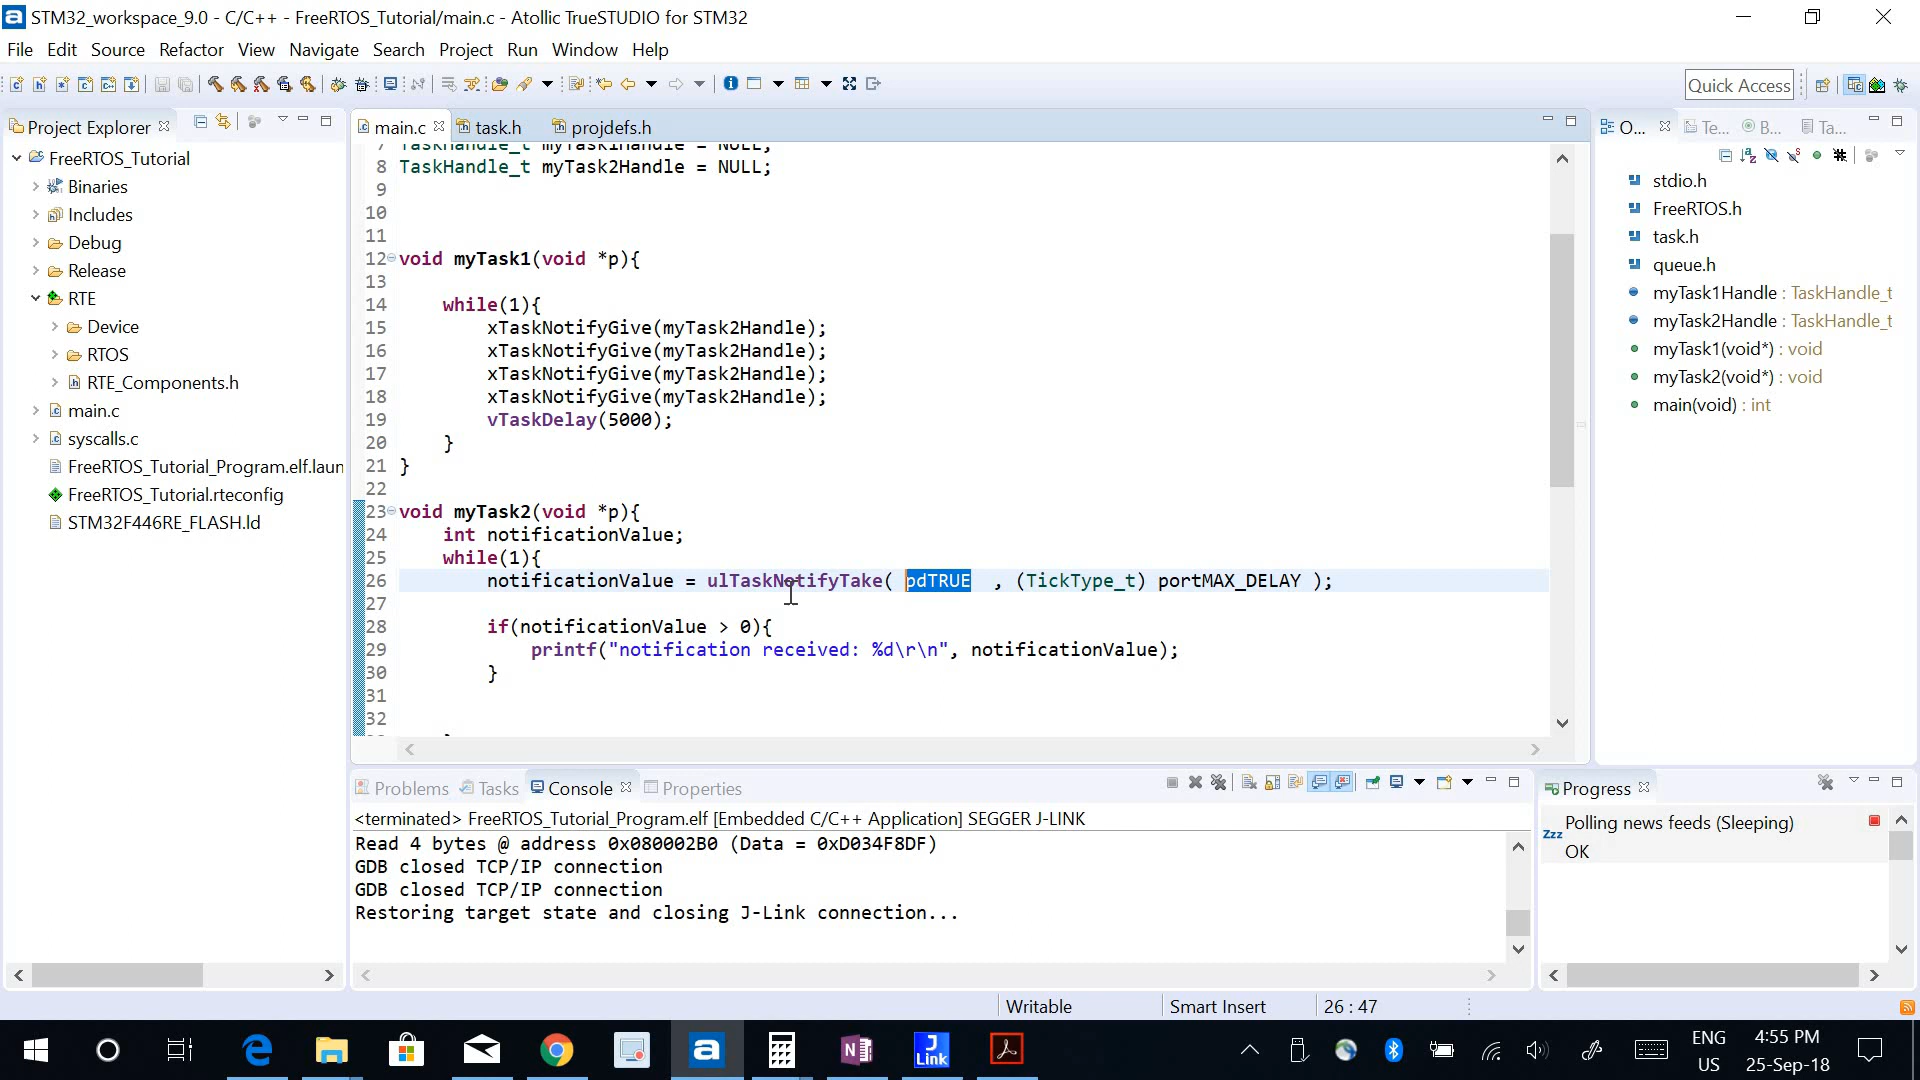 STM32_workspace_9.0 - C/C++ - FreeRTOS_Tutorial/main.c - Atollic TrueSTUDIO for STM32
File Edit Source Refactor View Navigate Search Project Run Window Help
Quick Access
Project Explorer
FreeRTOS_Tutorial
Binaries
Includes
Debug
Release
RTE
Device
RTOS
RTE_Components.h
main.c
syscalls.c
FreeRTOS_Tutorial_Program.elf.laun
FreeRTOS_Tutorial.rteconfig
STM32F446RE_FLASH.ld
main.c task.h projdefs.h
7 TaskHandle_t myTask1Handle = NULL;
8 TaskHandle_t myTask2Handle = NULL;
9
10
11
12 void myTask1(void *p){
13
14 while(1){
15 xTaskNotifyGive(myTask2Handle);
16 xTaskNotifyGive(myTask2Handle);
17 xTaskNotifyGive(myTask2Handle);
18 xTaskNotifyGive(myTask2Handle);
19 vTaskDelay(5000);
20 }
21 }
22
23 void myTask2(void *p){
24 int notificationValue;
25 while(1){
26 notificationValue = ulTaskNotifyTake( pdTRUE , (TickType_t) portMAX_DELAY );
27
28 if(notificationValue > 0){
29 printf("notification received: %d\r\n", notificationValue);
30 }
31
32
O... Te... B... Ta...
stdio.h
FreeRTOS.h
task.h
queue.h
myTask1Handle : TaskHandle_t
myTask2Handle : TaskHandle_t
myTask1(void*) : void
myTask2(void*) : void
main(void) : int
Problems Tasks Console Properties
<terminated> FreeRTOS_Tutorial_Program.elf [Embedded C/C++ Application] SEGGER J-LINK
Read 4 bytes @ address 0x080002B0 (Data = 0xD034F8DF)
GDB closed TCP/IP connection
GDB closed TCP/IP connection
Restoring target state and closing J-Link connection...
Progress
Polling news feeds (Sleeping)
OK
Writable Smart Insert 26 : 47
J Link
ENG
US
4:55 PM
25-Sep-18